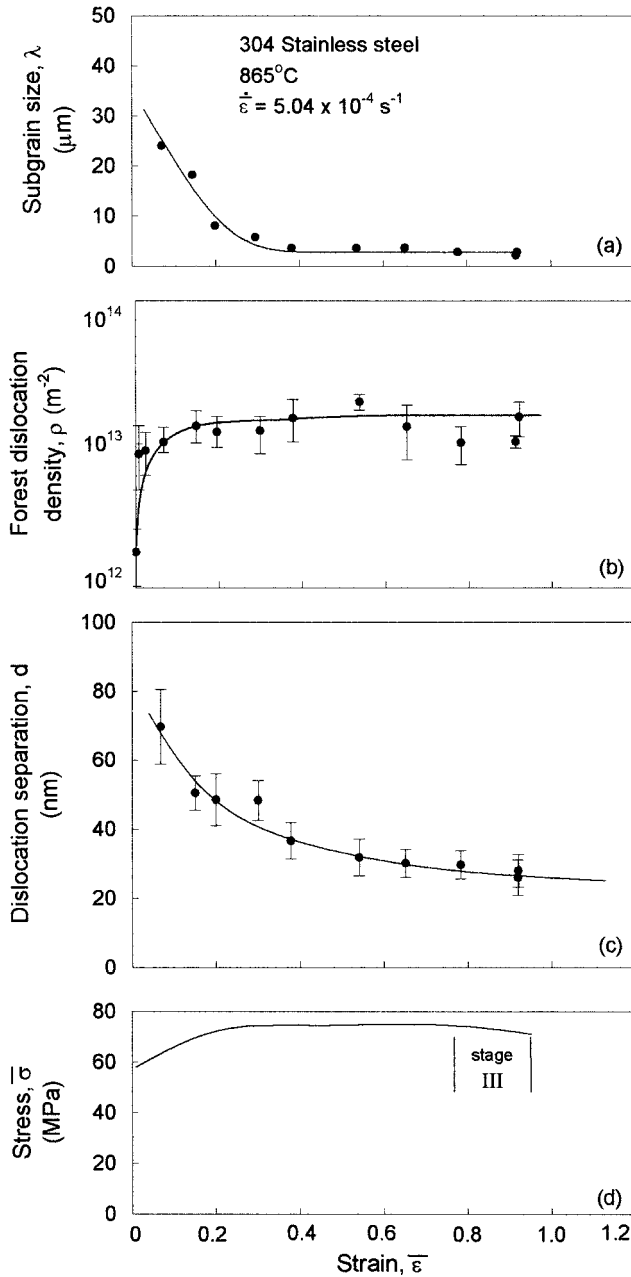 50
40
30
20
10
0
Subgrain size, λ
(μm)
304 Stainless steel
865°C
ε̇̄ = 5.04 x 10⁻⁴ s⁻¹
(a)
10¹⁴
10¹³
10¹²
Forest dislocation
density, ρ (m⁻²)
(b)
100
80
60
40
20
0
Dislocation separation, d
(nm)
(c)
80
60
40
20
0
Stress, σ̅
(MPa)
stage
III
(d)
0 0.2 0.4 0.6 0.8 1.0 1.2
Strain, ε̅